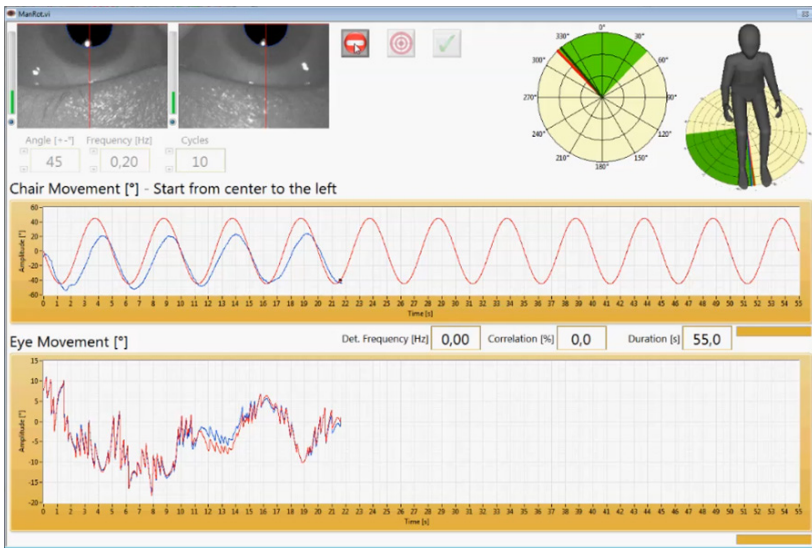 ManRot.vi
Angle [+-°] Frequency [Hz] Cycles
45 0,20 10
0°
330° 30°
300° 60°
270° 90°
240° 120°
210° 150°
180°
Chair Movement [°] - Start from center to the left
Amplitude [°]
60
40
20
0
-20
-40
-60
0 1 2 3 4 5 6 7 8 9 10 11 12 13 14 15 16 17 18 19 20 21 22 23 24 25 26 27 28 29 30 31 32 33 34 35 36 37 38 39 40 41 42 43 44 45 46 47 48 49 50 51 52 53 54 55
Time [s]
Eye Movement [°] Det. Frequency [Hz] 0,00 Correlation [%] 0,0 Duration [s] 55,0
Amplitude [°]
15
10
5
0
-5
-10
-15
-20
0 1 2 3 4 5 6 7 8 9 10 11 12 13 14 15 16 17 18 19 20 21 22 23 24 25 26 27 28 29 30 31 32 33 34 35 36 37 38 39 40 41 42 43 44 45 46 47 48 49 50 51 52 53 54 55
Time [s]